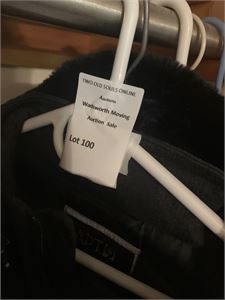 TWO OLD SOULS ONLINE
Auctions
Wadsworth Moving
Auction Sale
Lot 100